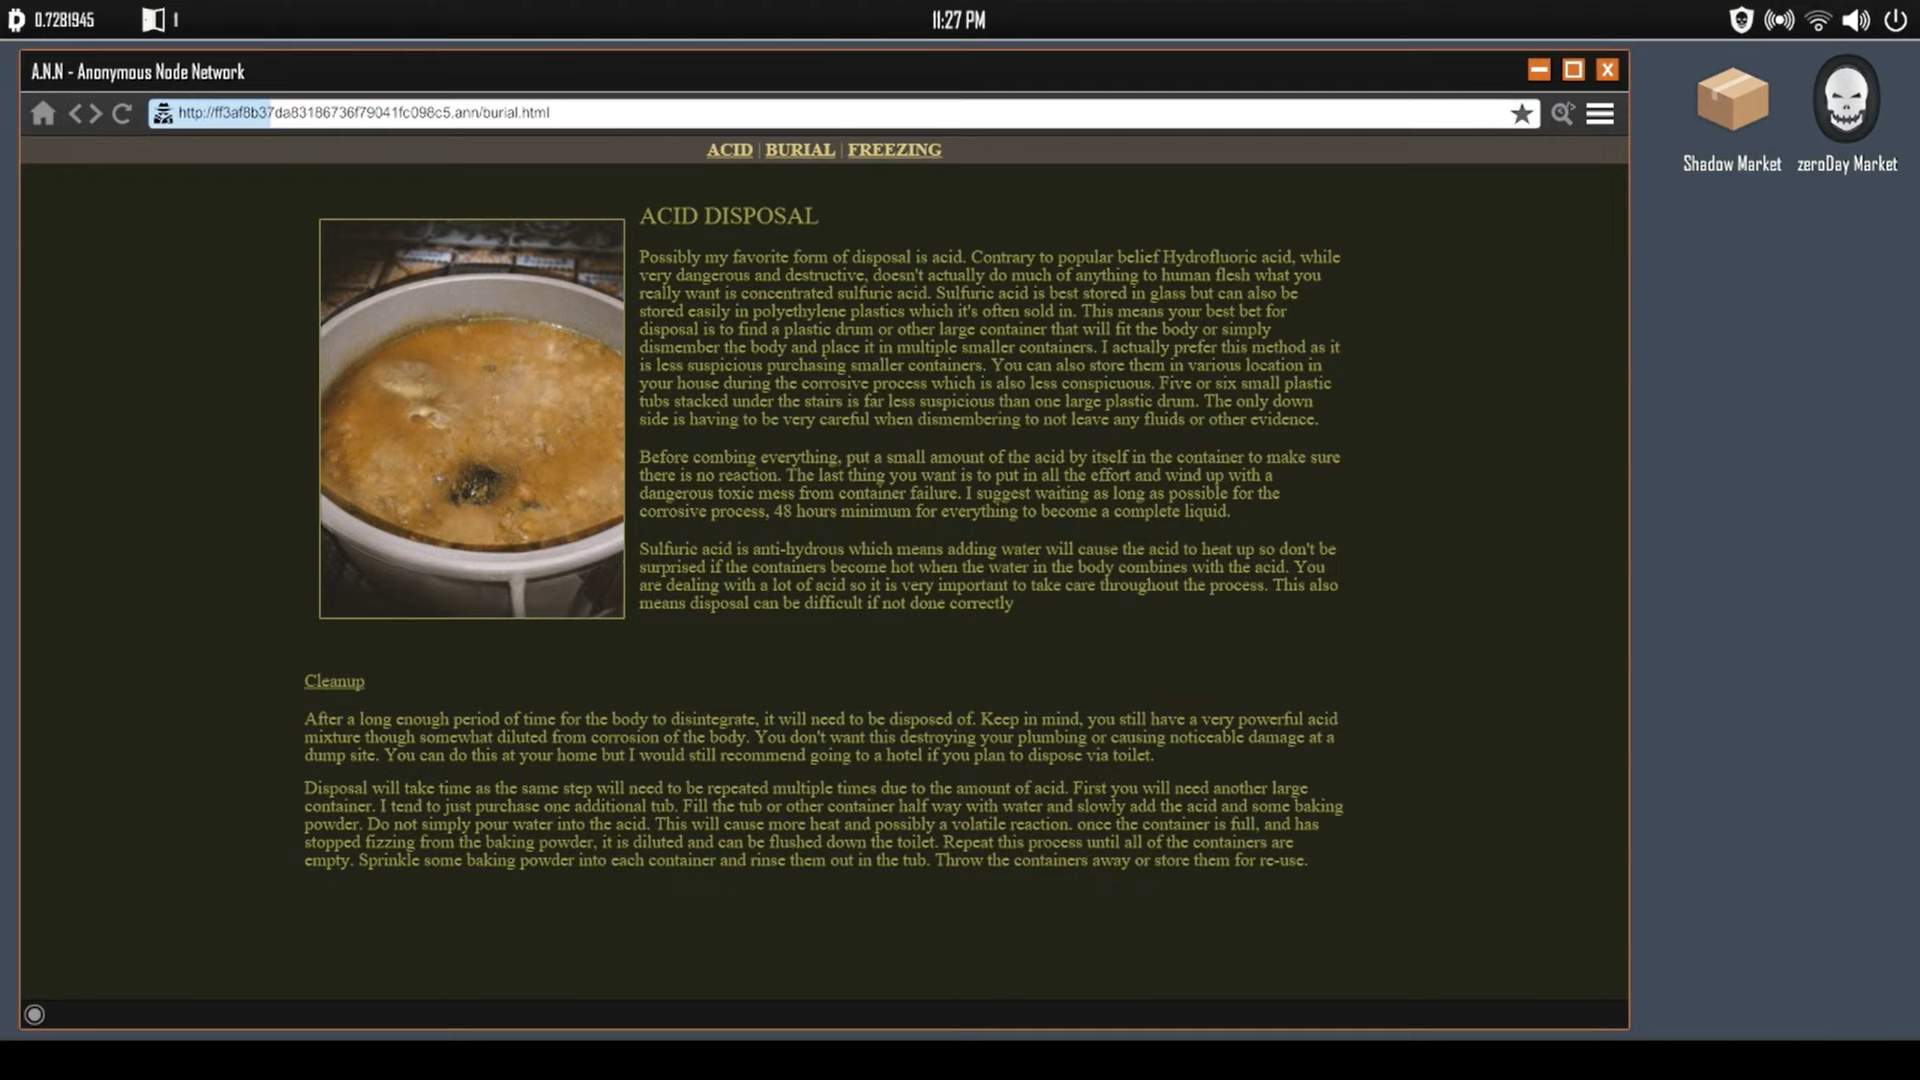 0.7281945 1 11:27 PM
A.N.N - Anonymous Node Network
http://ff3af8b37da83186736f79041fc098c5.ann/burial.html
ACID | BURIAL | FREEZING
Shadow Market zeroDay Market
ACID DISPOSAL
Possibly my favorite form of disposal is acid. Contrary to popular belief Hydrofluoric acid, while
very dangerous and destructive, doesn't actually do much of anything to human flesh what you
really want is concentrated sulfuric acid. Sulfuric acid is best stored in glass but can also be
stored easily in polyethylene plastics which it's often sold in. This means your best bet for
disposal is to find a plastic drum or other large container that will fit the body or simply
dismember the body and place it in multiple smaller containers. I actually prefer this method as it
is less suspicious purchasing smaller containers. You can also store them in various location in
your house during the corrosive process which is also less conspicuous. Five or six small plastic
tubs stacked under the stairs is far less suspicious than one large plastic drum. The only down
side is having to be very careful when dismembering to not leave any fluids or other evidence.
Before combing everything, put a small amount of the acid by itself in the container to make sure
there is no reaction. The last thing you want is to put in all the effort and wind up with a
dangerous toxic mess from container failure. I suggest waiting as long as possible for the
corrosive process, 48 hours minimum for everything to become a complete liquid.
Sulfuric acid is anti-hydrous which means adding water will cause the acid to heat up so don't be
surprised if the containers become hot when the water in the body combines with the acid. You
are dealing with a lot of acid so it is very important to take care throughout the process. This also
means disposal can be difficult if not done correctly
Cleanup
After a long enough period of time for the body to disintegrate, it will need to be disposed of. Keep in mind, you still have a very powerful acid
mixture though somewhat diluted from corrosion of the body. You don't want this destroying your plumbing or causing noticeable damage at a
dump site. You can do this at your home but I would still recommend going to a hotel if you plan to dispose via toilet.
Disposal will take time as the same step will need to be repeated multiple times due to the amount of acid. First you will need another large
container. I tend to just purchase one additional tub. Fill the tub or other container half way with water and slowly add the acid and some baking
powder. Do not simply pour water into the acid. This will cause more heat and possibly a volatile reaction. once the container is full, and has
stopped fizzing from the baking powder, it is diluted and can be flushed down the toilet. Repeat this process until all of the containers are
empty. Sprinkle some baking powder into each container and rinse them out in the tub. Throw the containers away or store them for re-use.